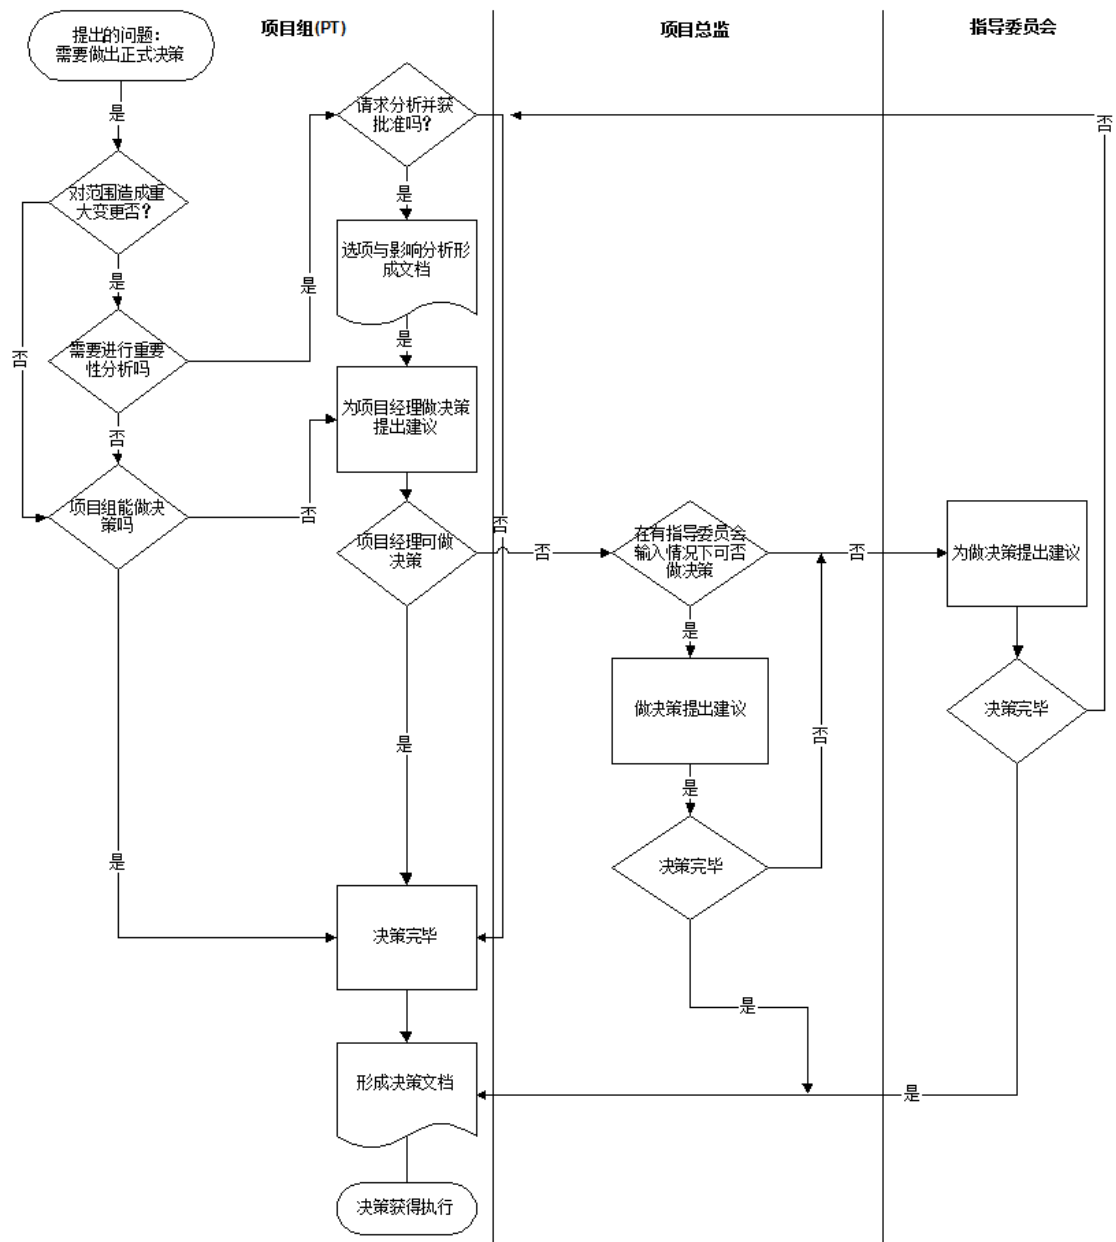 项目组(PT)
项目总监
指导委员会
提出的问题：
需要做出正式决策
是
对范围造成重
大变更否？
是
否
需要进行重要
性分析吗
是
否
项目组能做决
策吗
否
是
请求分析并获
批准吗？
是
否
选项与影响分析形
成文档
是
为项目经理做决策
提出建议
项目经理可做
决策
否
是
决策完毕
形成决策文档
决策获得执行
在有指导委员会
输入情况下可否
做决策
否
是
做决策提出建议
是
决策完毕
否
是
为做决策提出建议
决策完毕
否
是